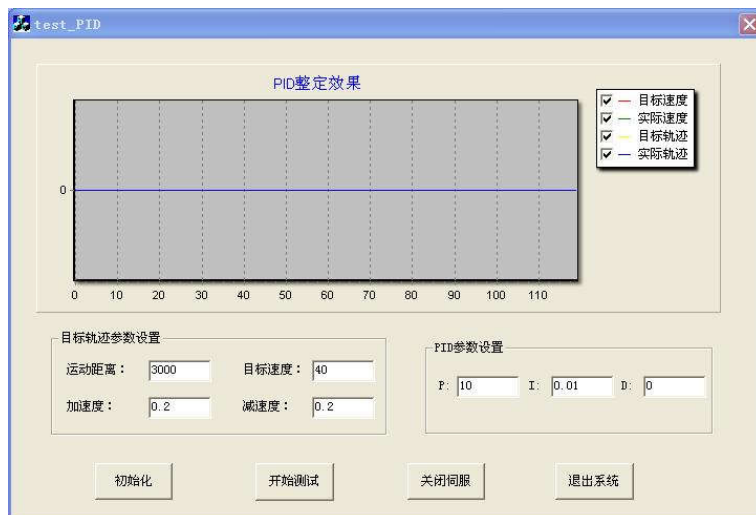 test_PID
PID整定效果
目标速度
实际速度
目标轨迹
实际轨迹
0
0 10 20 30 40 50 60 70 80 90 100 110
目标轨迹参数设置
运动距离： 3000 目标速度： 40
加速度： 0.2 减速度： 0.2
PID参数设置
P: 10 I: 0.01 D: 0
初始化 开始测试 关闭伺服 退出系统